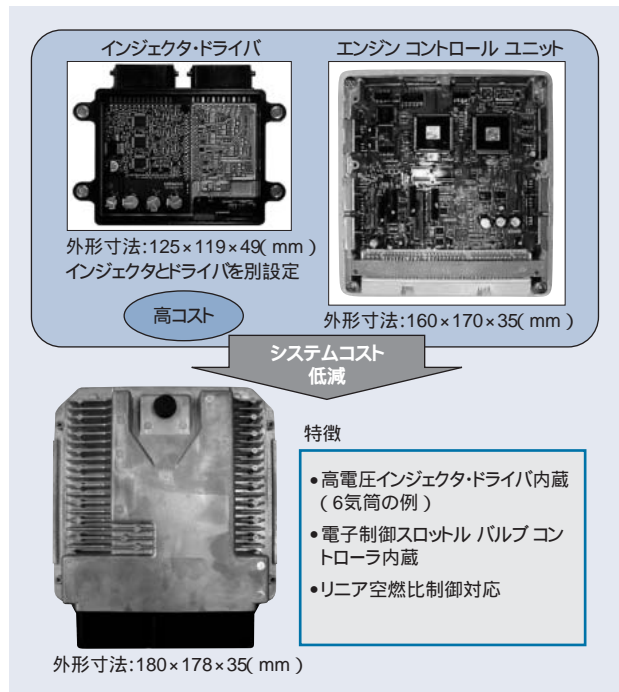 インジェクタ・ドライバ
エンジン コントロール ユニット
外形寸法:125×119×49( mm )
インジェクタとドライバを別設定
高コスト
外形寸法:160×170×35( mm )
システムコスト
低減
特徴
•高電圧インジェクタ・ドライバ内蔵
( 6気筒の例 )
•電子制御スロットル バルブ コン
トローラ内蔵
•リニア空燃比制御対応
外形寸法:180×178×35( mm )